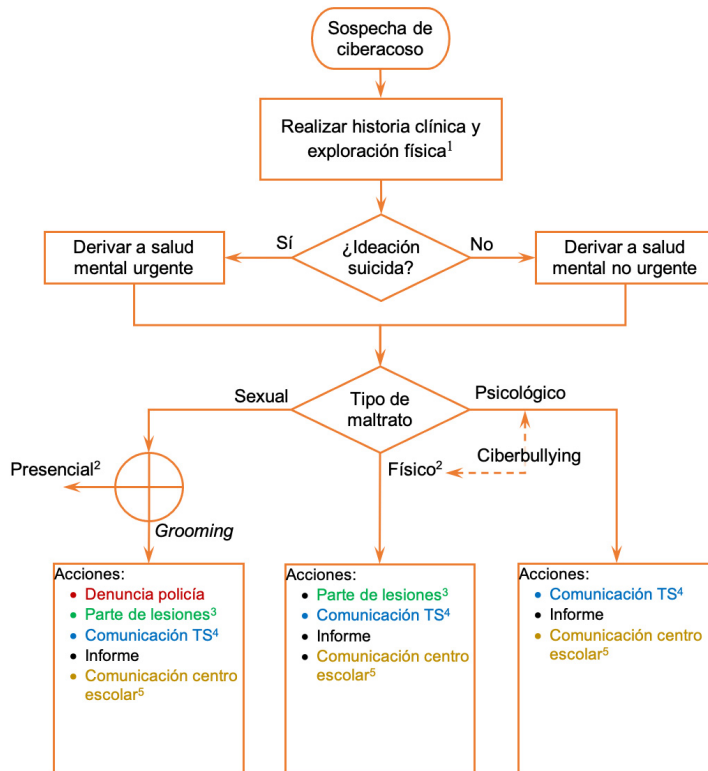 Sospecha de
ciberacoso
Realizar historia clínica y
exploración física¹
Derivar a salud
mental urgente
Sí
¿Ideación
suicida?
No
Derivar a salud
mental no urgente
Sexual
Tipo de
maltrato
Psicológico
Presencial²
Físico²
Ciberbullying
Grooming
Acciones:
• Denuncia policía
• Parte de lesiones³
• Comunicación TS⁴
• Informe
• Comunicación centro
escolar⁵
Acciones:
• Parte de lesiones³
• Comunicación TS⁴
• Informe
• Comunicación centro
escolar⁵
Acciones:
• Comunicación TS⁴
• Informe
• Comunicación centro
escolar⁵